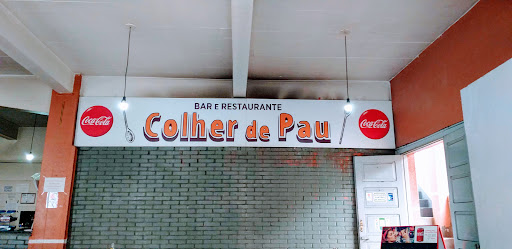 BAR E RESTAURANTE
Coca-Cola
Colher de Pau
Coca-Cola